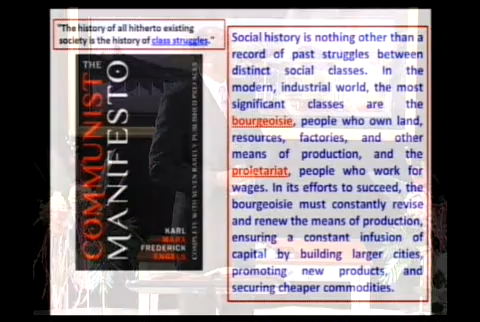 "The history of all hitherto existing
society is the history of class struggles."
THE
COMMUNIST
MANIFESTO
KARL
MARX
FREDERICK
ENGELS
Social history is nothing other than a
record of past struggles between
distinct social classes. In the
modern, industrial world, the most
significant classes are the
bourgeoisie, people who own land,
resources, factories, and other
means of production, and the
proletariat, people who work for
wages. In its efforts to succeed, the
bourgeoisie must constantly revise
and renew the means of production,
ensuring a constant infusion of
capital by building larger cities,
promoting new products, and
securing cheaper commodities.